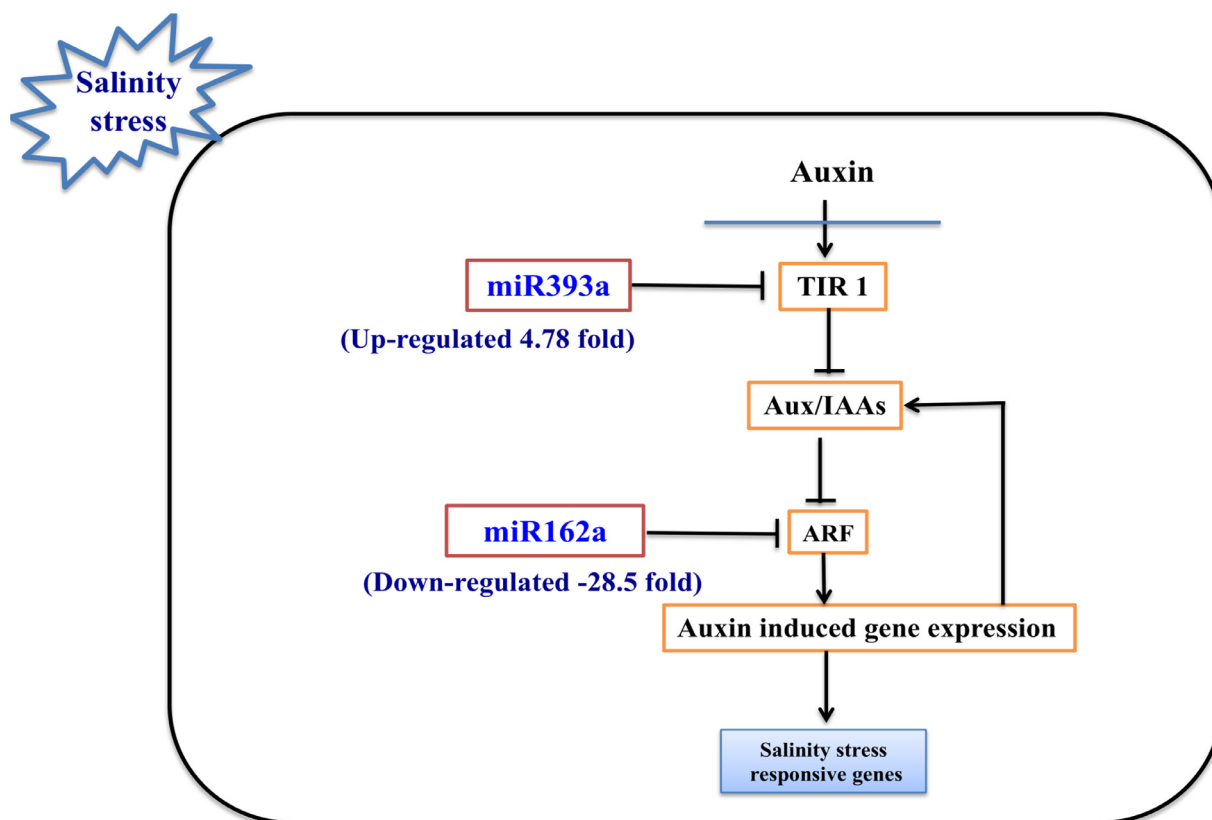 Salinity
stress
Auxin
miR393a
TIR 1
(Up-regulated 4.78 fold)
Aux/IAAs
miR162a
ARF
(Down-regulated -28.5 fold)
Auxin induced gene expression
Salinity stress
responsive genes